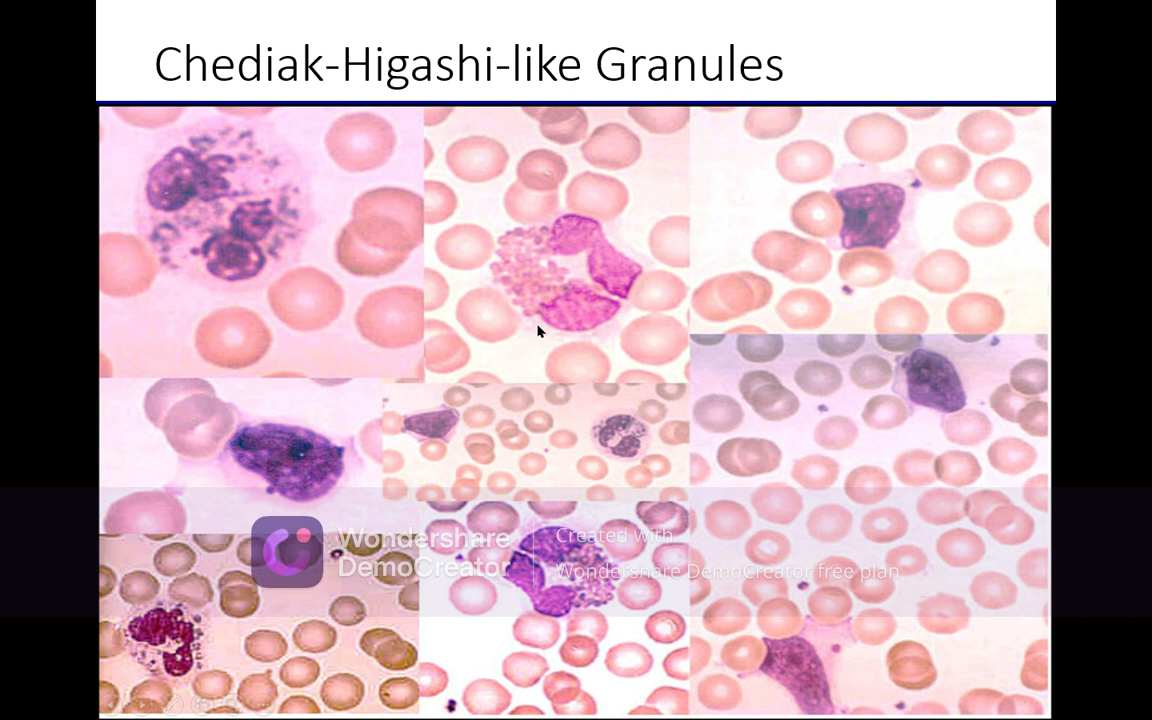 Chediak-Higashi-like Granules
Wondershare
DemoCreator
Created with
Wondershare DemoCreator free plan